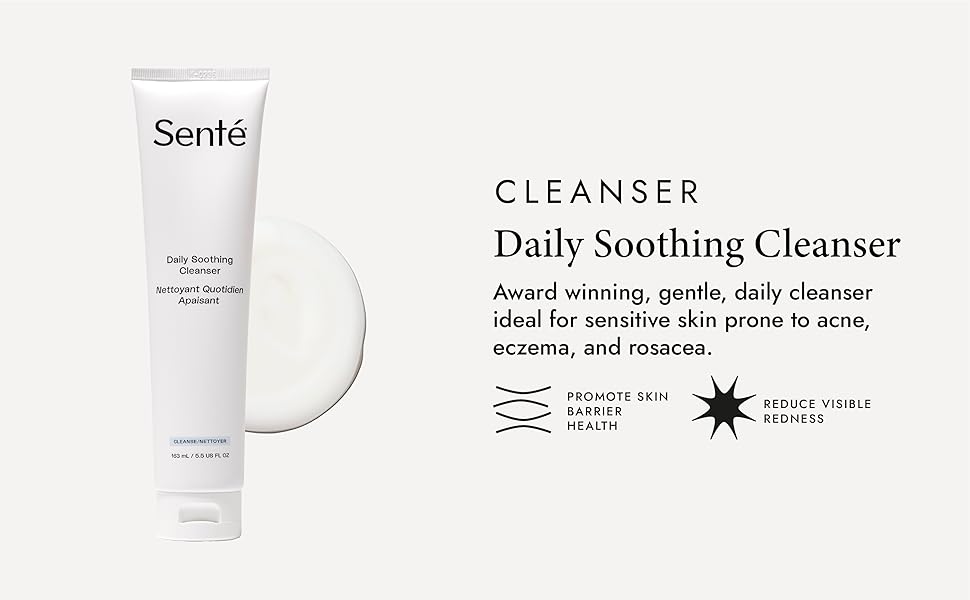 Senté
Daily Soothing
Cleanser
Nettoyant Quotidien
Apaisant
CLEANSE/NETTOYER
163 mL / 5.5 US FL OZ
CLEANSER
Daily Soothing Cleanser
Award winning, gentle, daily cleanser
ideal for sensitive skin prone to acne,
eczema, and rosacea.
PROMOTE SKIN
BARRIER
HEALTH
REDUCE VISIBLE
REDNESS